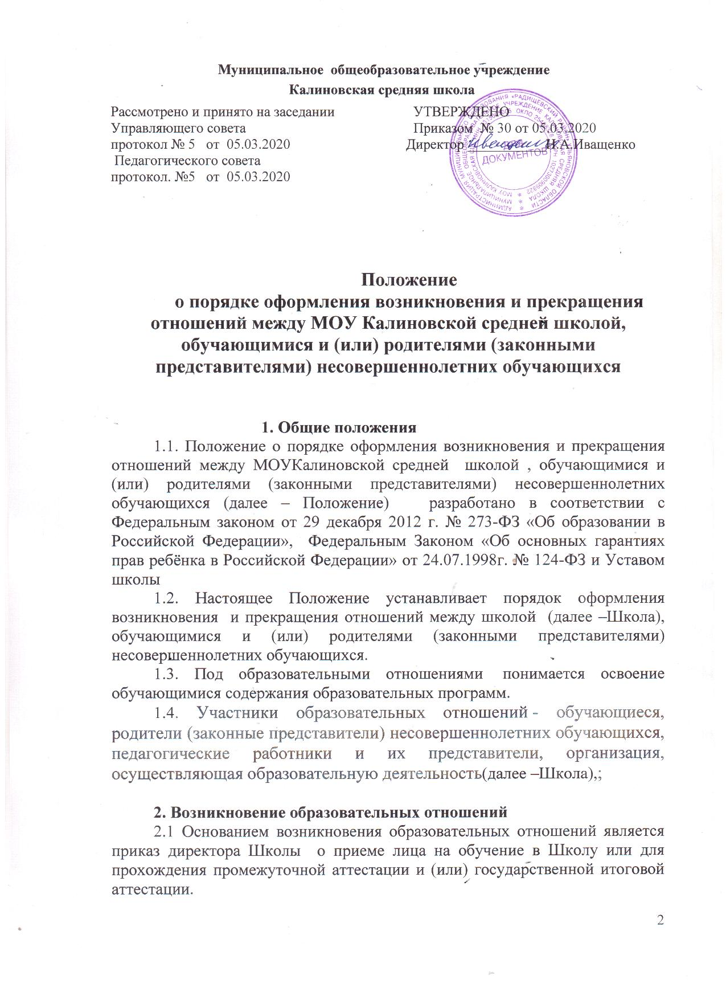 Муниципальное общеобразовательное учреждение
Калиновская средняя школа
Рассмотрено и принято на заседании
Управляющего совета
протокол № 5 от 05.03.2020
Педагогического совета
протокол. №5 от 05.03.2020
УТВЕРЖДЕНО
Приказом № 30 от 05.03.2020
Директор Н.А.Иващенко
ДОКУМЕНТОВ
Положение
о порядке оформления возникновения и прекращения
отношений между МОУ Калиновской средней школой,
обучающимися и (или) родителями (законными
представителями) несовершеннолетних обучающихся
1. Общие положения
1.1. Положение о порядке оформления возникновения и прекращения
отношений между МОУКалиновской средней школой , обучающимися и
(или) родителями (законными представителями) несовершеннолетних
обучающихся (далее – Положение) разработано в соответствии с
Федеральным законом от 29 декабря 2012 г. № 273-ФЗ «Об образовании в
Российской Федерации», Федеральным Законом «Об основных гарантиях
прав ребёнка в Российской Федерации» от 24.07.1998г. № 124-ФЗ и Уставом
школы
1.2. Настоящее Положение устанавливает порядок оформления
возникновения и прекращения отношений между школой (далее –Школа),
обучающимися и (или) родителями (законными представителями)
несовершеннолетних обучающихся.
1.3. Под образовательными отношениями понимается освоение
обучающимися содержания образовательных программ.
1.4. Участники образовательных отношений - обучающиеся,
родители (законные представители) несовершеннолетних обучающихся,
педагогические работники и их представители, организация,
осуществляющая образовательную деятельность(далее –Школа),;
2. Возникновение образовательных отношений
2.1 Основанием возникновения образовательных отношений является
приказ директора Школы о приеме лица на обучение в Школу или для
прохождения промежуточной аттестации и (или) государственной итоговой
аттестации.
2